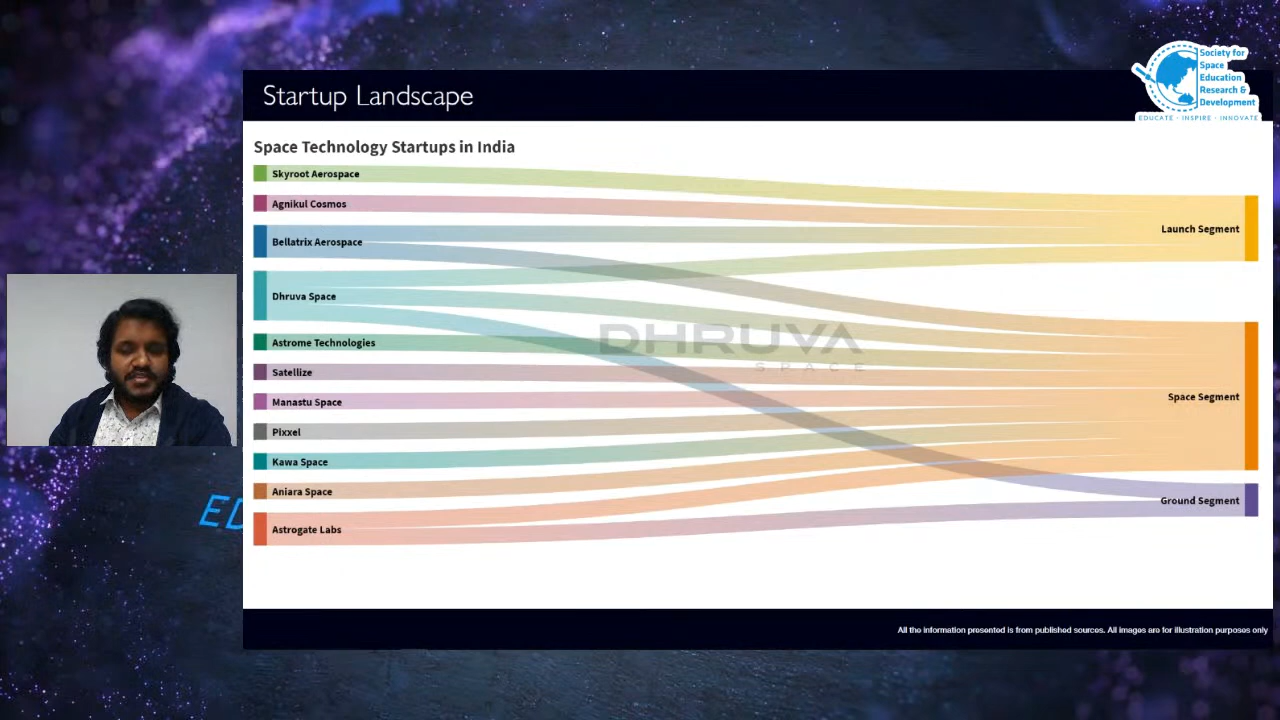 Society for
Space
Education
Research &
Development
EDUCATE - INSPIRE - INNOVATE
Startup Landscape
Space Technology Startups in India
Skyroot Aerospace
Agnikul Cosmos
Bellatrix Aerospace
Dhruva Space
Astrome Technologies
Satellize
Manastu Space
Pixxel
Kawa Space
Aniara Space
Astrogate Labs
Launch Segment
Space Segment
Ground Segment
DHRUVA
SPACE
ED
All the information presented is from published sources. All images are for illustration purposes only